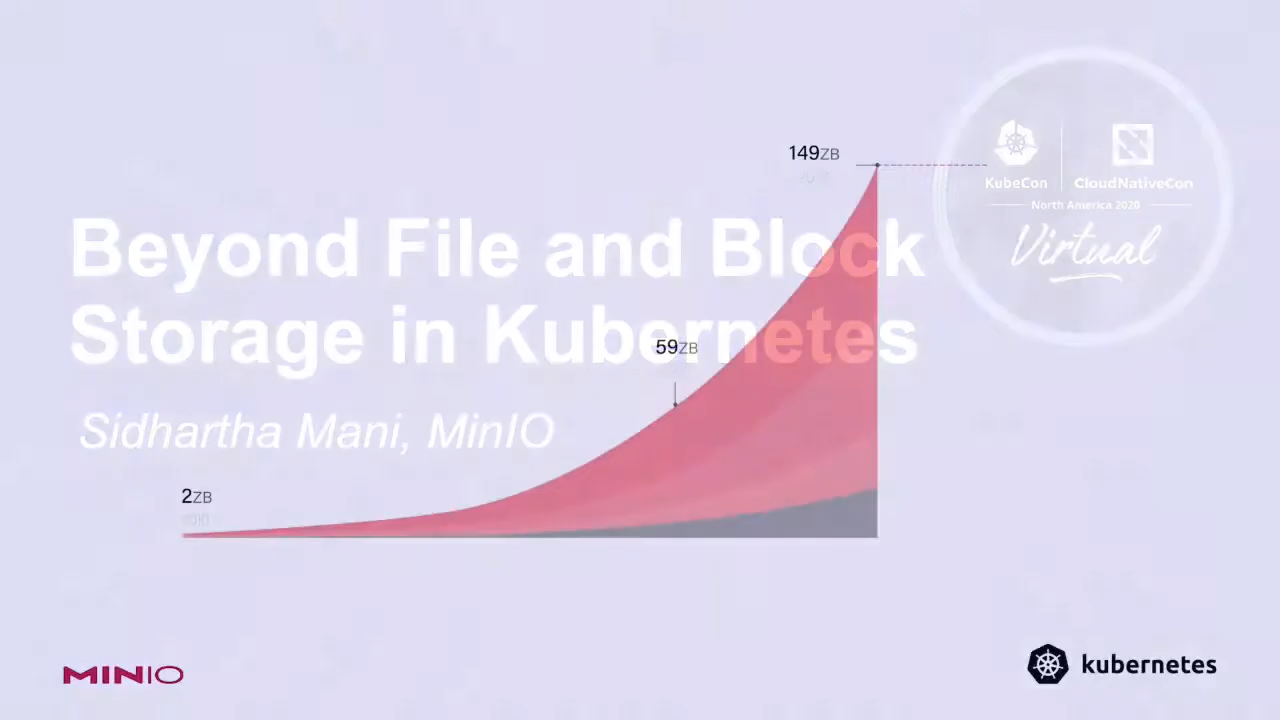 149ZB
KubeCon
CloudNativeCon
North America 2020
Virtual
Beyond File and Block
Storage in Kubernetes
59ZB
Sidhartha Mani, MinIO
2ZB
2010
MINIO
kubernetes